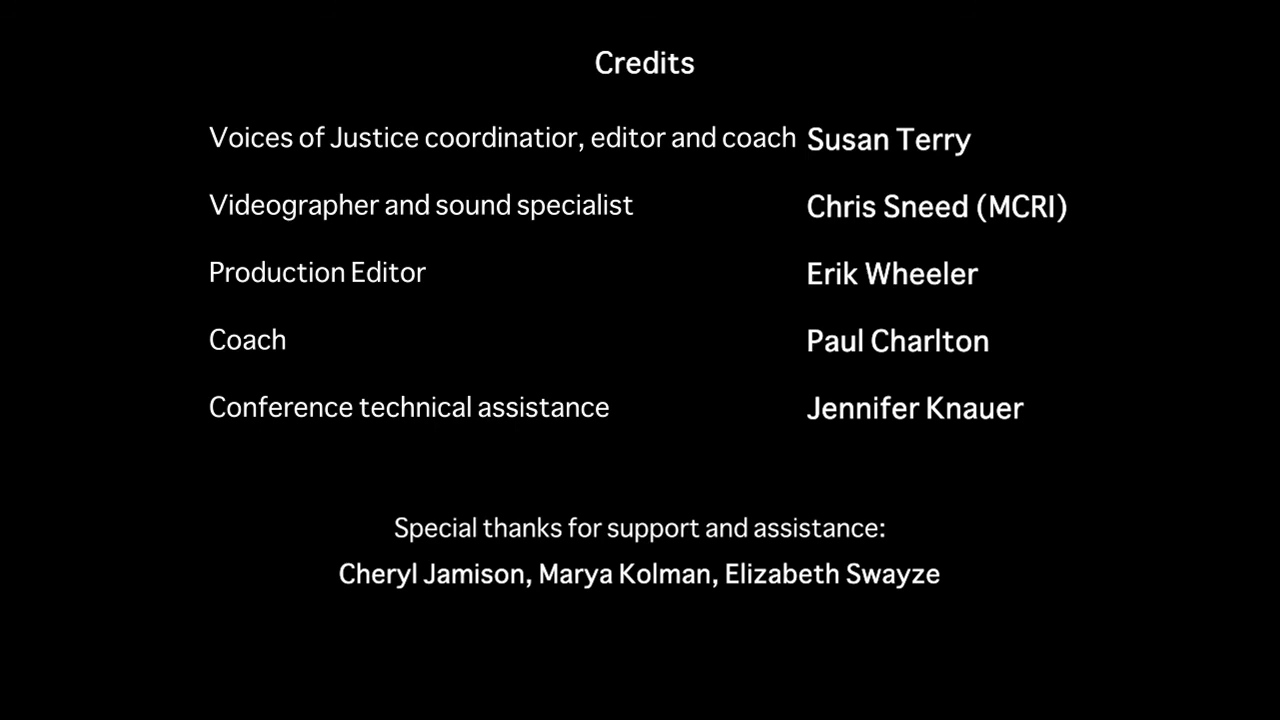 Credits
Voices of Justice coordinatior, editor and coach Susan Terry
Videographer and sound specialist Chris Sneed (MCRI)
Production Editor Erik Wheeler
Coach Paul Charlton
Conference technical assistance Jennifer Knauer
Special thanks for support and assistance:
Cheryl Jamison, Marya Kolman, Elizabeth Swayze